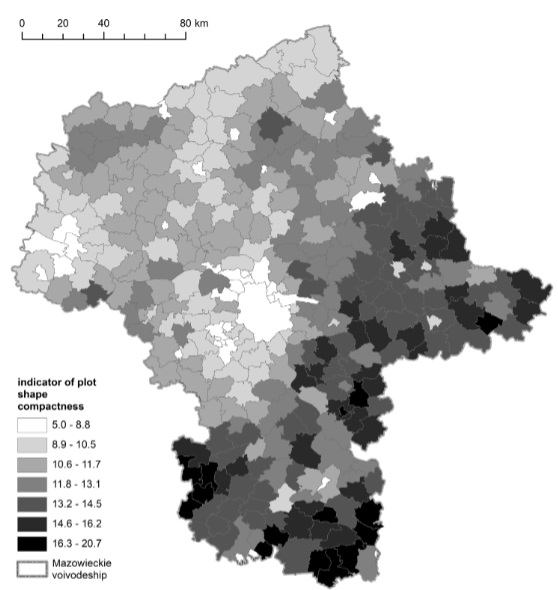 0 20 40 80 km
indicator of plot
shape
compactness
5.0 - 8.8
8.9 - 10.5
10.6 - 11.7
11.8 - 13.1
13.2 - 14.5
14.6 - 16.2
16.3 - 20.7
Mazowieckie
voivodeship